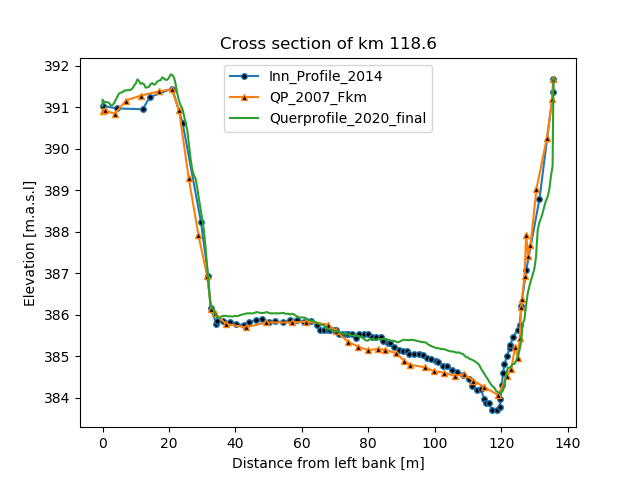 Cross section of km 118.6
Inn_Profile_2014
QP_2007_Fkm
Querprofile_2020_final
Elevation [m.a.s.l]
392
391
390
389
388
387
386
385
384
0 20 40 60 80 100 120 140
Distance from left bank [m]